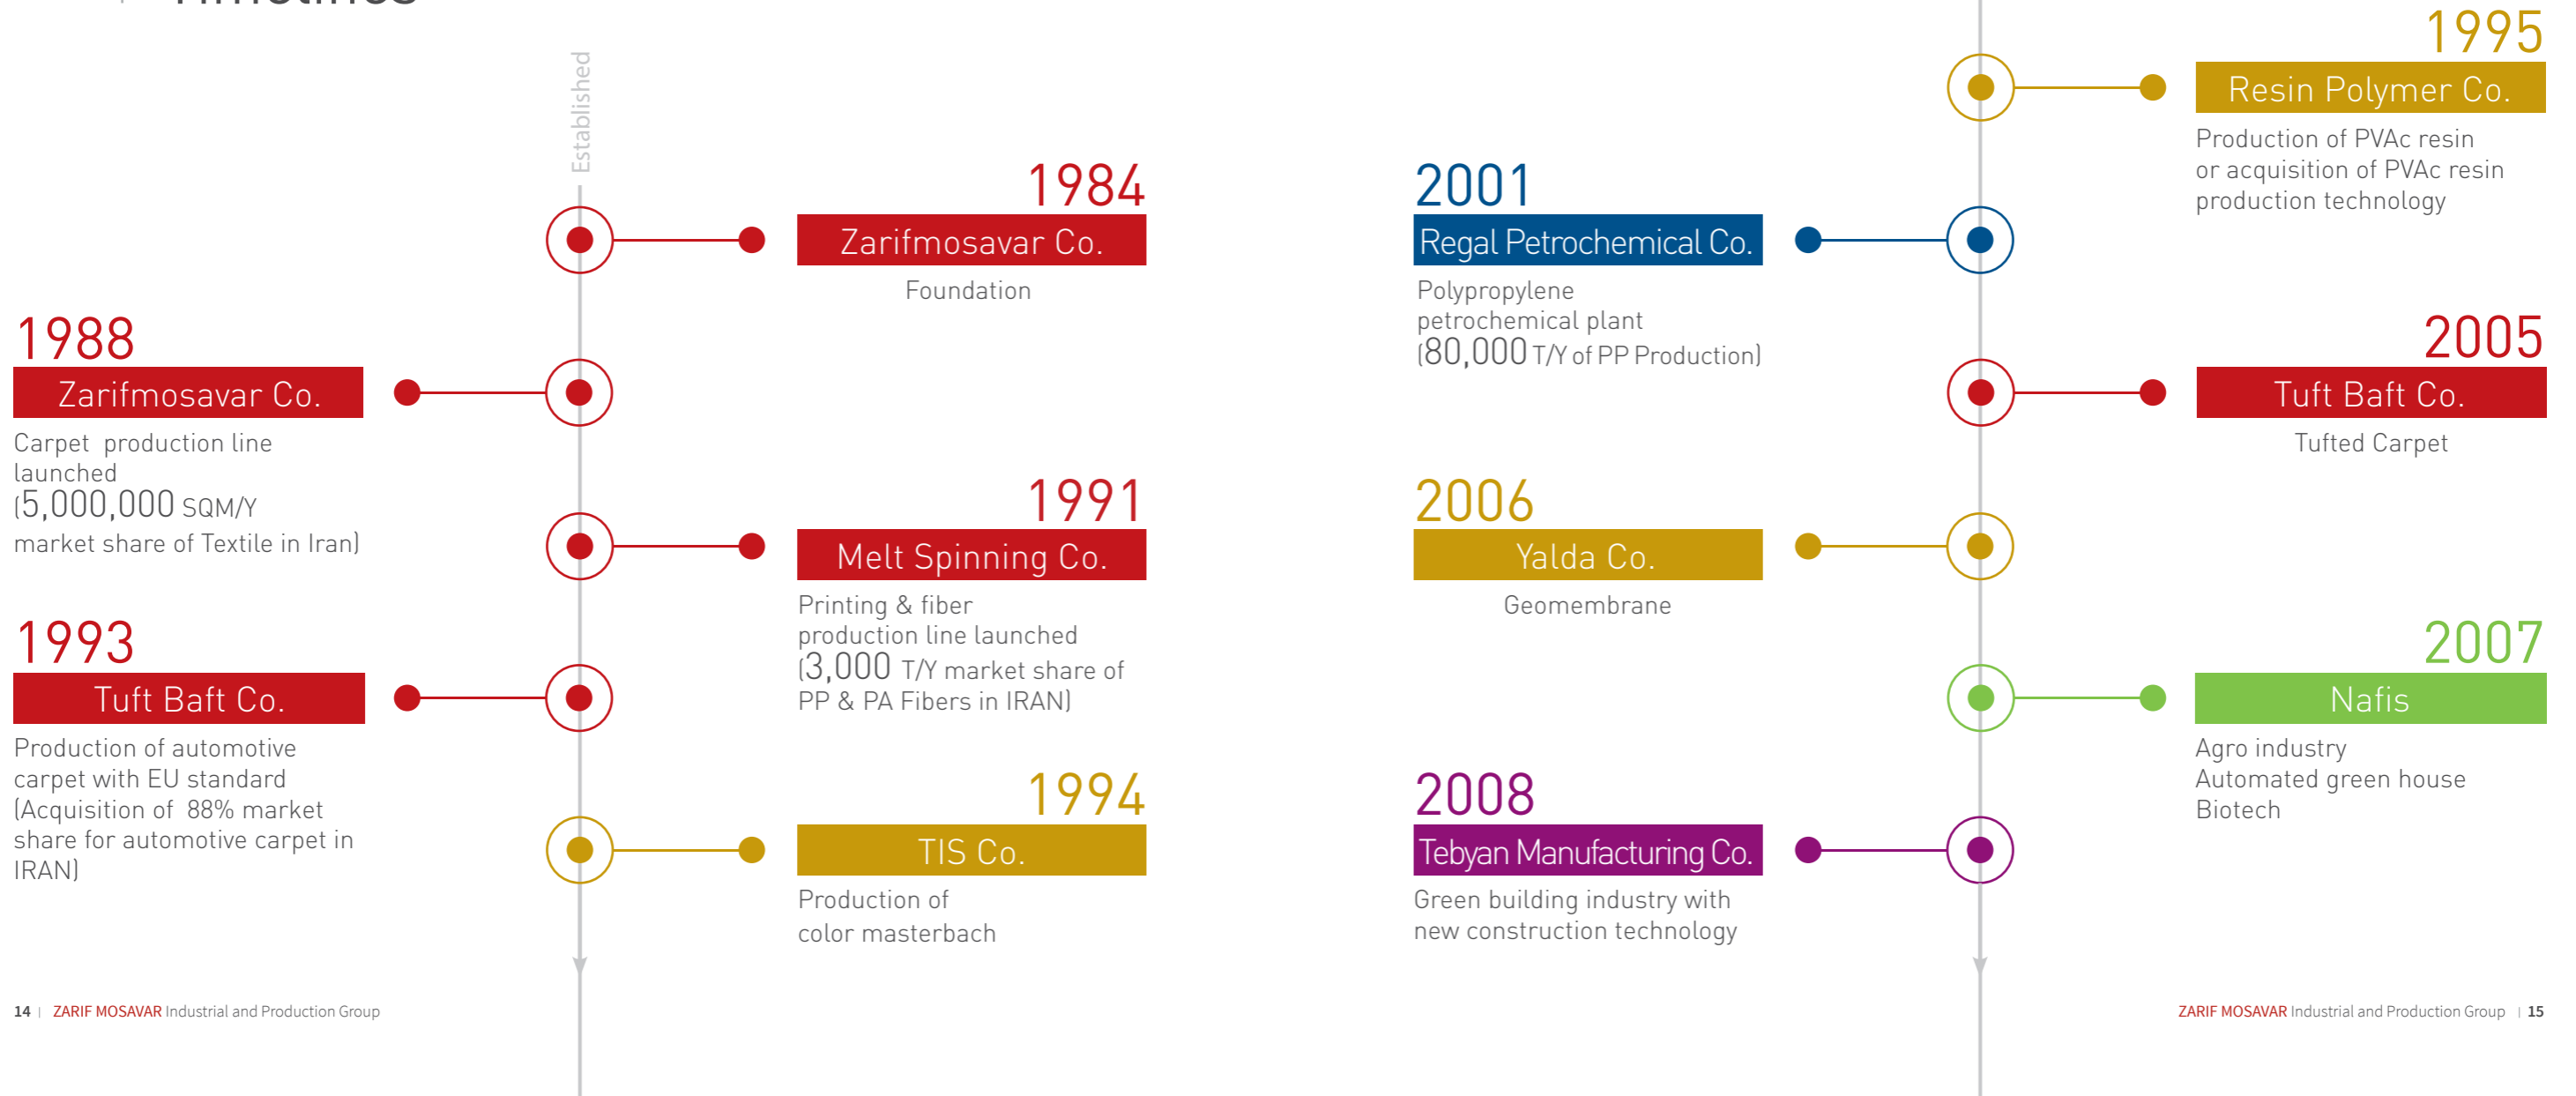 Timelines
Established
1984
Zarifmosavar Co.
Foundation
1988
Zarifmosavar Co.
Carpet production line
launched
(5,000,000 SQM/Y
market share of Textile in Iran)
1991
Melt Spinning Co.
Printing & fiber
production line launched
(3,000 T/Y market share of
PP & PA Fibers in IRAN)
1993
Tuft Baft Co.
Production of automotive
carpet with EU standard
(Acquisition of 88% market
share for automotive carpet in
IRAN)
1994
TIS Co.
Production of
color masterbach
14 | ZARIF MOSAVAR Industrial and Production Group
1995
Resin Polymer Co.
Production of PVAc resin
or acquisition of PVAc resin
production technology
2001
Regal Petrochemical Co.
Polypropylene
petrochemical plant
(80,000 T/Y of PP Production)
2005
Tuft Baft Co.
Tufted Carpet
2006
Yalda Co.
Geomembrane
2007
Nafis
Agro industry
Automated green house
Biotech
2008
Tebyan Manufacturing Co.
Green building industry with
new construction technology
ZARIF MOSAVAR Industrial and Production Group | 15